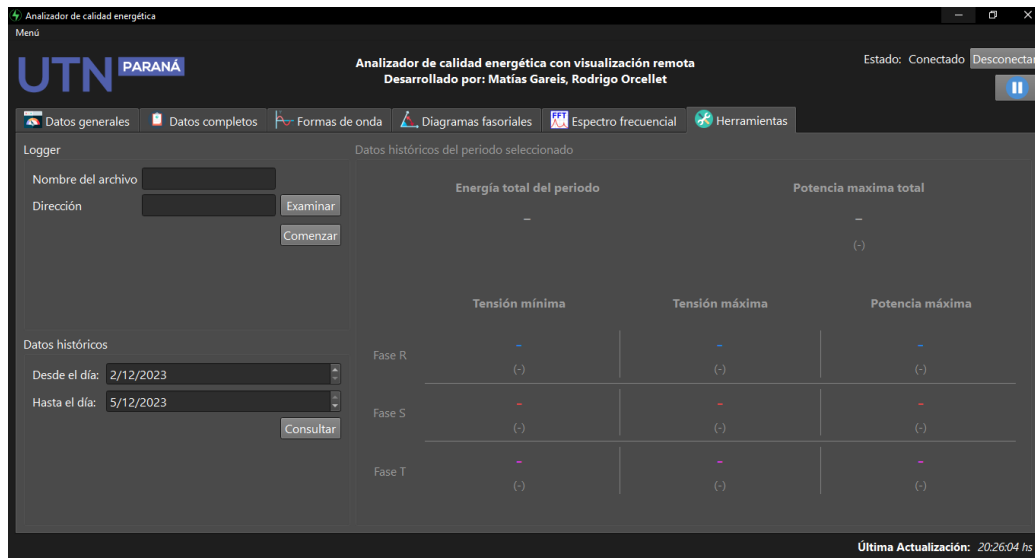 Analizador de calidad energética
Menú
UTN PARANÁ
Analizador de calidad energética con visualización remota
Desarrollado por: Matías Gareis, Rodrigo Orcellet
Estado: Conectado Desconectar
Datos generales Datos completos Formas de onda Diagramas fasoriales FFT Espectro frecuencial Herramientas
Logger
Nombre del archivo
Dirección Examinar
Comenzar
Datos históricos
Desde el día: 2/12/2023
Hasta el día: 5/12/2023
Consultar
Datos históricos del periodo seleccionado
Energía total del periodo Potencia maxima total
– –
(-)
Tensión mínima Tensión máxima Potencia máxima
Fase R – – –
(-) (-) (-)
Fase S – – –
(-) (-) (-)
Fase T – – –
(-) (-) (-)
Última Actualización: 20:26:04 hs